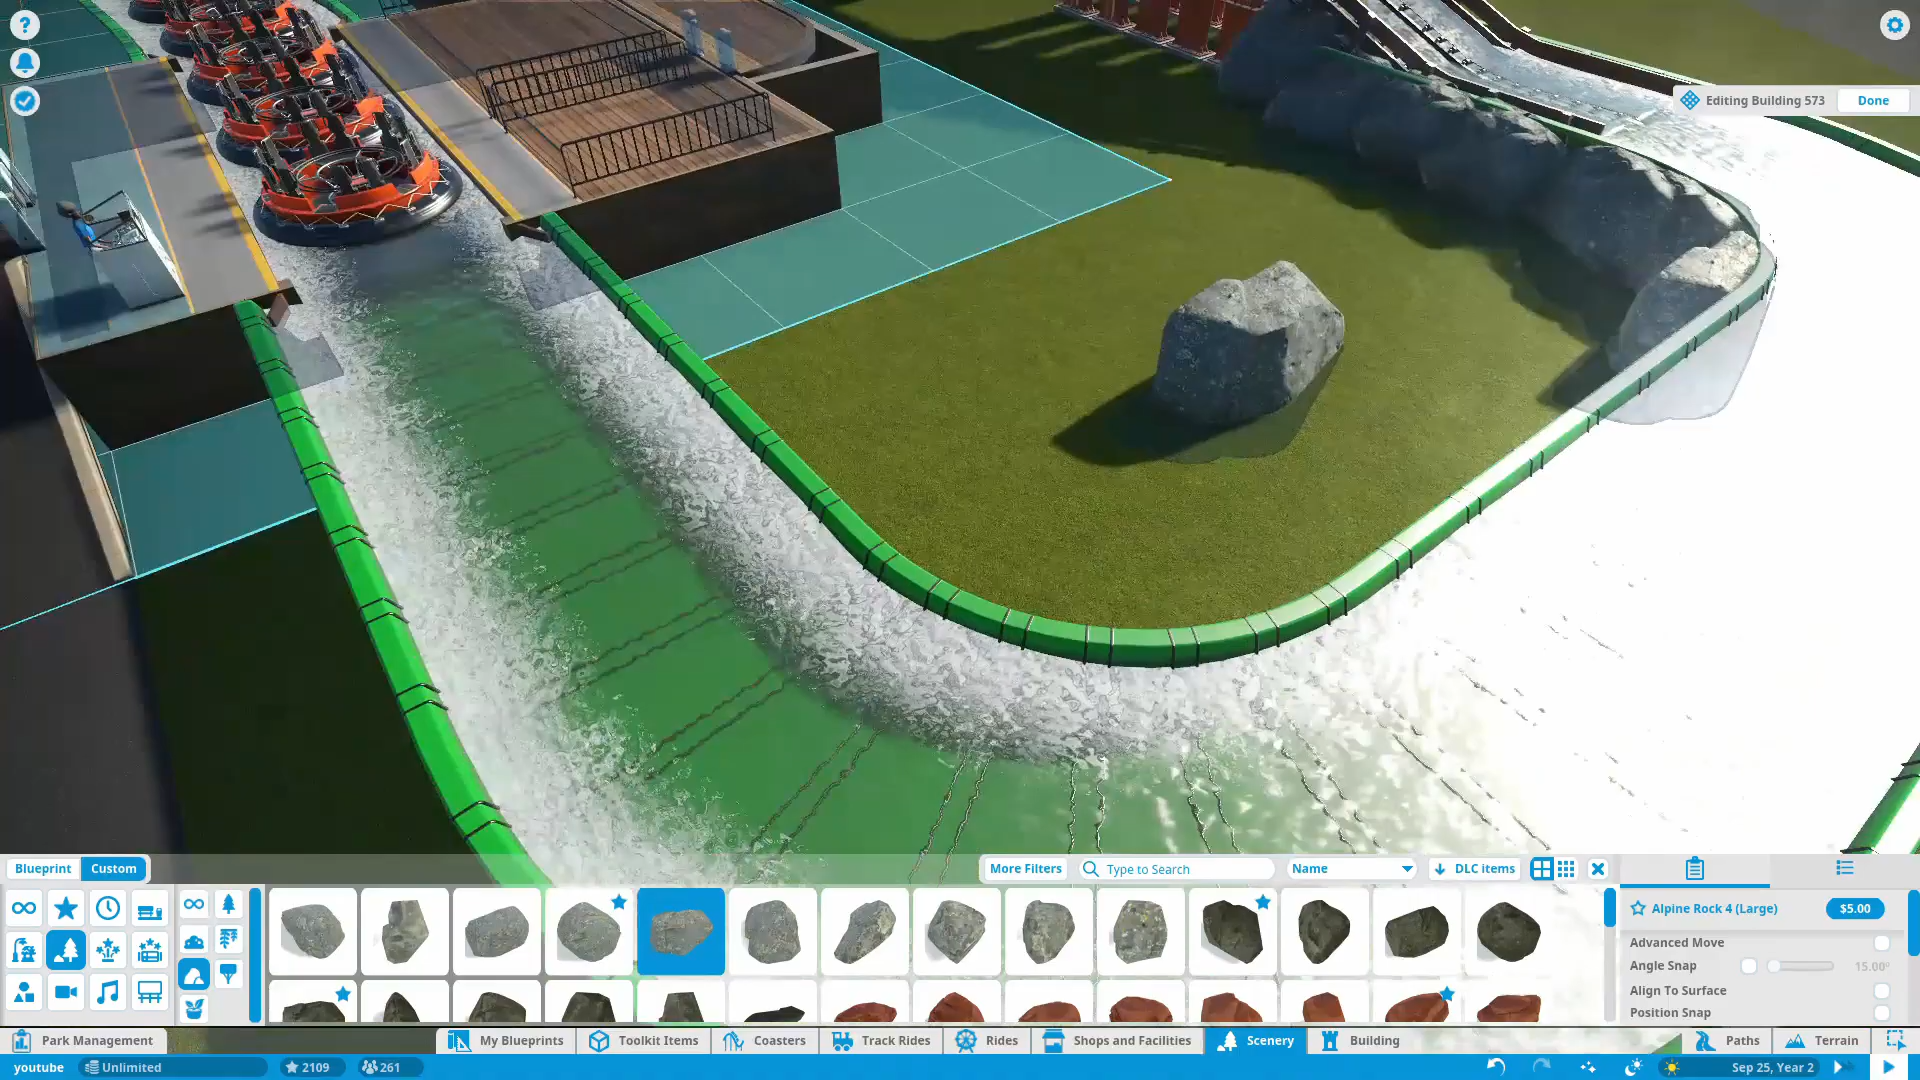 ?
Editing Building 573 Done
Blueprint Custom
More Filters Type to Search Name DLC items
Alpine Rock 4 (Large) $5.00
Advanced Move
Angle Snap 15.00°
Align To Surface
Position Snap
Park Management My Blueprints Toolkit Items Coasters Track Rides Rides Shops and Facilities Scenery Building Paths Terrain
youtube Unlimited 2109 261 Sep 25, Year 2